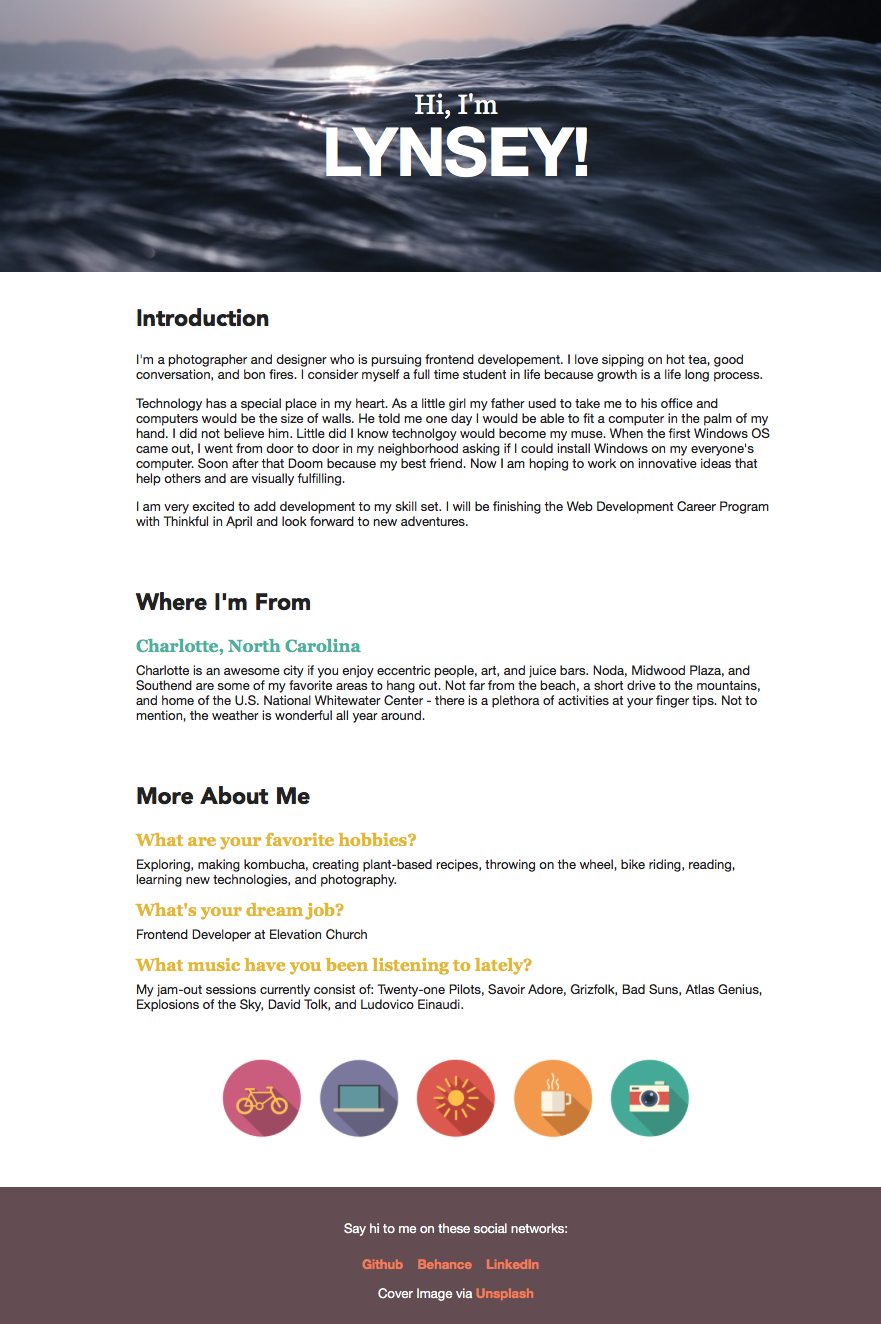 Hi, I'm
LYNSEY!
Introduction
I'm a photographer and designer who is pursuing frontend developement. I love sipping on hot tea, good
conversation, and bon fires. I consider myself a full time student in life because growth is a life long process.
Technology has a special place in my heart. As a little girl my father used to take me to his office and
computers would be the size of walls. He told me one day I would be able to fit a computer in the palm of my
hand. I did not believe him. Little did I know technolgoy would become my muse. When the first Windows OS
came out, I went from door to door in my neighborhood asking if I could install Windows on my everyone's
computer. Soon after that Doom because my best friend. Now I am hoping to work on innovative ideas that
help others and are visually fulfilling.
I am very excited to add development to my skill set. I will be finishing the Web Development Career Program
with Thinkful in April and look forward to new adventures.
Where I'm From
Charlotte, North Carolina
Charlotte is an awesome city if you enjoy eccentric people, art, and juice bars. Noda, Midwood Plaza, and
Southend are some of my favorite areas to hang out. Not far from the beach, a short drive to the mountains,
and home of the U.S. National Whitewater Center - there is a plethora of activities at your finger tips. Not to
mention, the weather is wonderful all year around.
More About Me
What are your favorite hobbies?
Exploring, making kombucha, creating plant-based recipes, throwing on the wheel, bike riding, reading,
learning new technologies, and photography.
What's your dream job?
Frontend Developer at Elevation Church
What music have you been listening to lately?
My jam-out sessions currently consist of: Twenty-one Pilots, Savoir Adore, Grizfolk, Bad Suns, Atlas Genius,
Explosions of the Sky, David Tolk, and Ludovico Einaudi.
Say hi to me on these social networks:
Github Behance LinkedIn
Cover Image via Unsplash